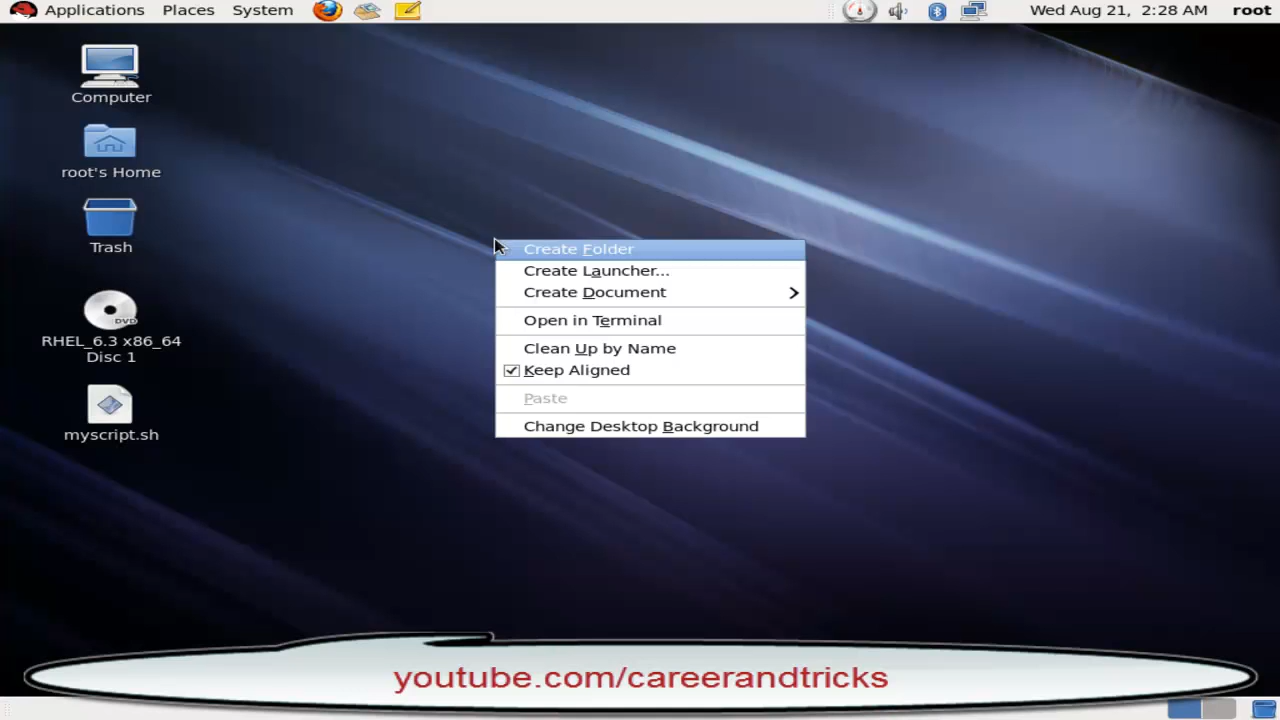 Applications Places System
Wed Aug 21, 2:28 AM root
Computer
root's Home
Trash
DVD
RHEL_6.3 x86_64
Disc 1
myscript.sh
Create Folder
Create Launcher...
Create Document
Open in Terminal
Clean Up by Name
Keep Aligned
Paste
Change Desktop Background
youtube.com/careerandtricks